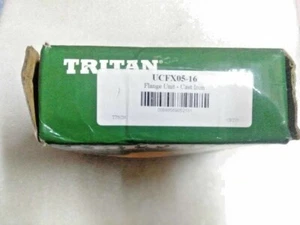 TRITAN
UCFX05-16
Flange Unit - Cast Iron